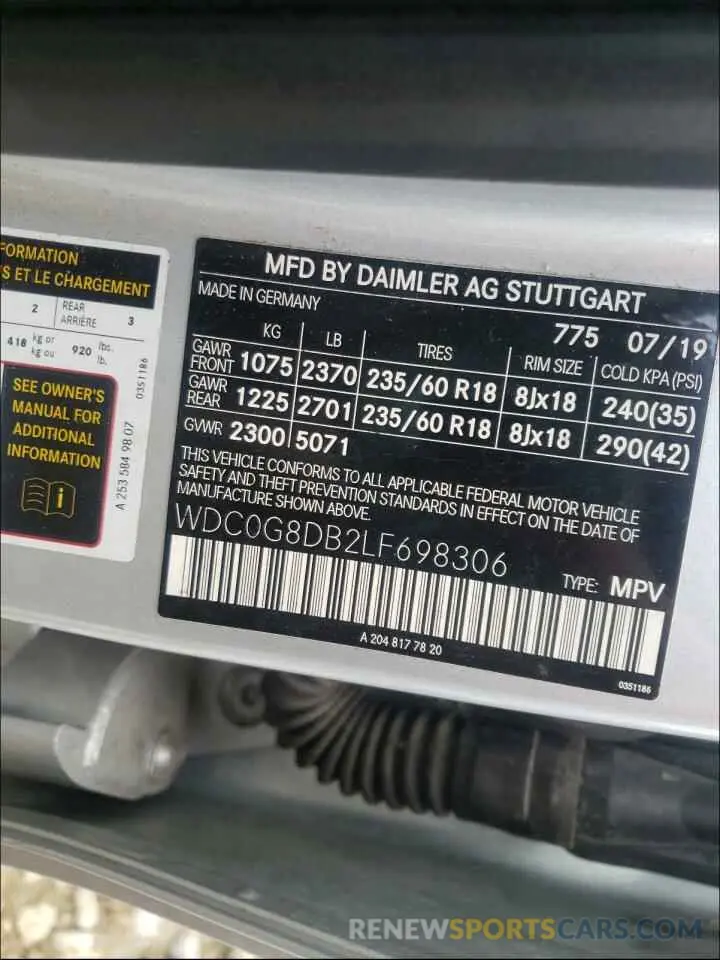 FORMATION
S ET LE CHARGEMENT
2 REAR ARRIÈRE 3
418 kg or kg ou 920 lbs. lb.
SEE OWNER'S
MANUAL FOR
ADDITIONAL
INFORMATION
i
A 253 584 98 07
0351186
MFD BY DAIMLER AG STUTTGART
MADE IN GERMANY
775 07/19
KG LB TIRES RIM SIZE COLD KPA (PSI)
GAWR FRONT 1075 2370 235/60 R18 8Jx18 240(35)
GAWR REAR 1225 2701 235/60 R18 8Jx18 290(42)
GVWR 2300 5071
THIS VEHICLE CONFORMS TO ALL APPLICABLE FEDERAL MOTOR VEHICLE
SAFETY AND THEFT PREVENTION STANDARDS IN EFFECT ON THE DATE OF
MANUFACTURE SHOWN ABOVE.
WDC0G8DB2LF698306
TYPE: MPV
A 204 817 78 20
0351186
RENEWSPORTSCARS.COM